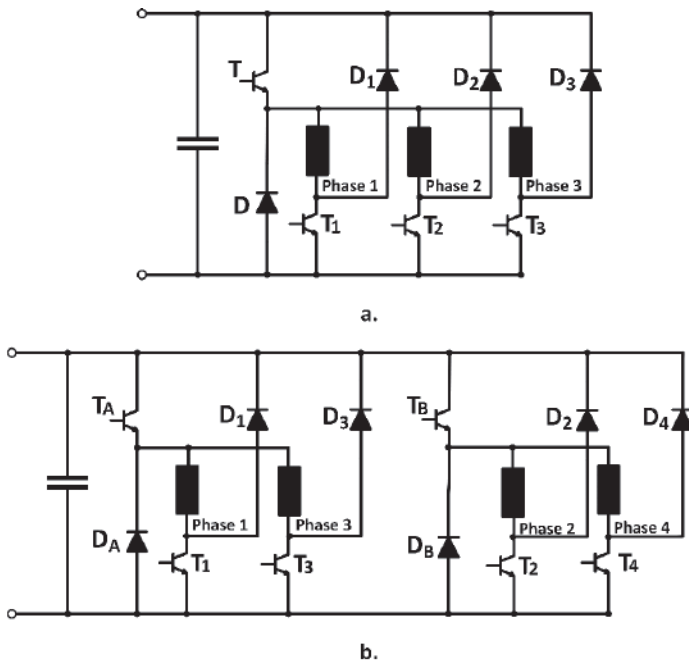 T
D1
D2
D3
Phase 1
Phase 2
Phase 3
D
T1
T2
T3
a.
TA
D1
D3
TB
D2
D4
Phase 1
Phase 3
Phase 2
Phase 4
DA
T1
T3
DB
T2
T4
b.